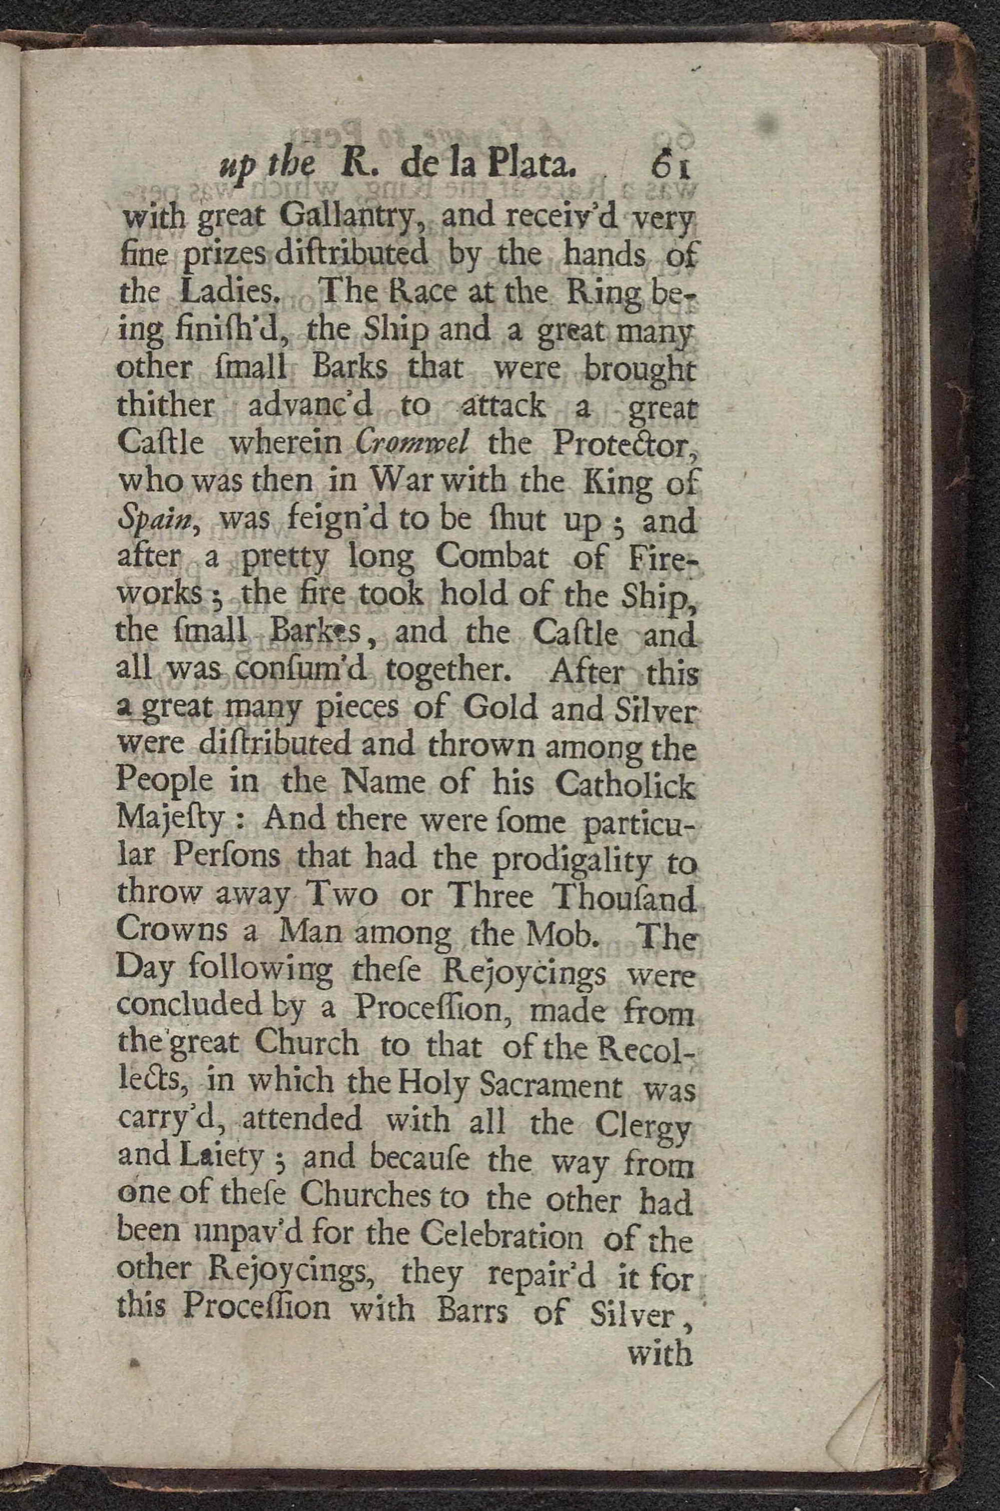 up the R. de la Plata. 61
with great Gallantry, and receiv'd very
fine prizes diſtributed by the hands of
the Ladies. The Race at the Ring be-
ing finiſh'd, the Ship and a great many
other ſmall Barks that were brought
thither advanc'd to attack a great
Caſtle wherein Cromwel the Protector,
who was then in War with the King of
Spain, was feign'd to be ſhut up; and
after a pretty long Combat of Fire-
works; the fire took hold of the Ship,
the ſmall Barkes, and the Caſtle and
all was conſum'd together. After this
a great many pieces of Gold and Silver
were diſtributed and thrown among the
People in the Name of his Catholick
Majeſty: And there were ſome particu-
lar Perſons that had the prodigality to
throw away Two or Three Thouſand
Crowns a Man among the Mob. The
Day following theſe Rejoycings were
concluded by a Proceſſion, made from
the great Church to that of the Recol-
lects, in which the Holy Sacrament was
carry'd, attended with all the Clergy
and Laiety; and becauſe the way from
one of theſe Churches to the other had
been unpav'd for the Celebration of the
other Rejoycings, they repair'd it for
this Proceſſion with Barrs of Silver,
with